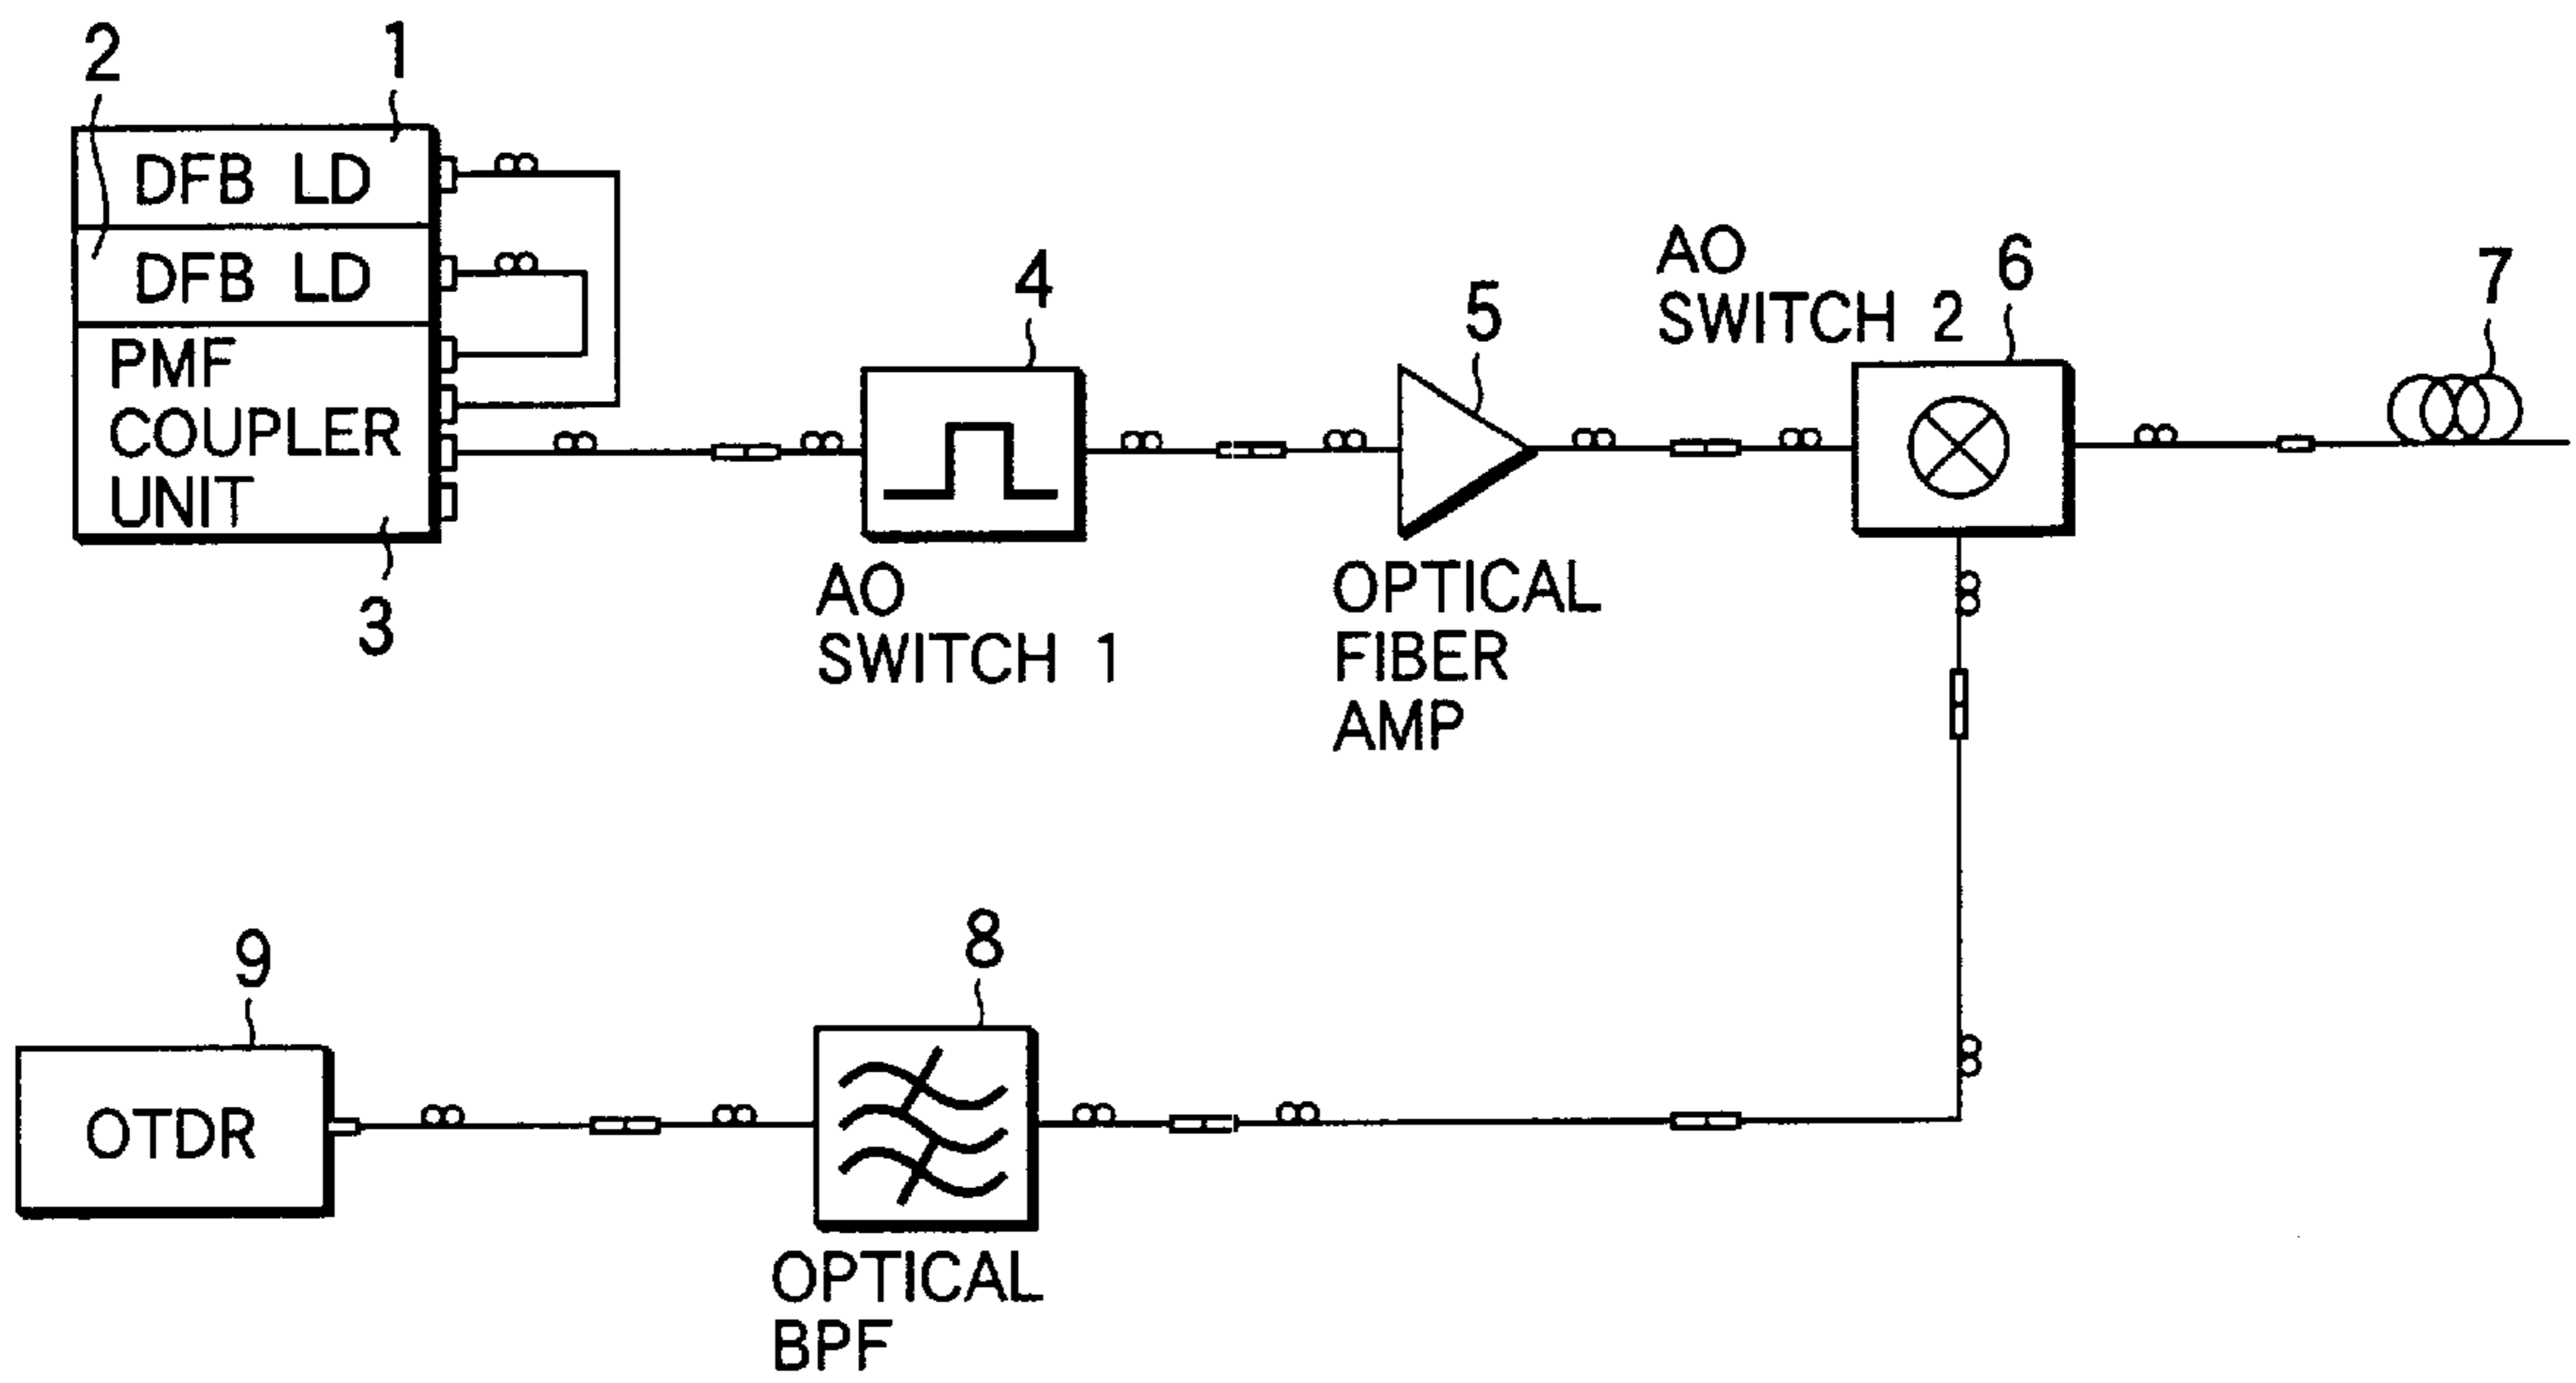 2
1
DFB LD
DFB LD
PMF
COUPLER
UNIT
3
4
AO
SWITCH 1
5
OPTICAL
FIBER
AMP
AO
SWITCH 2
6
7
9
OTDR
8
OPTICAL
BPF